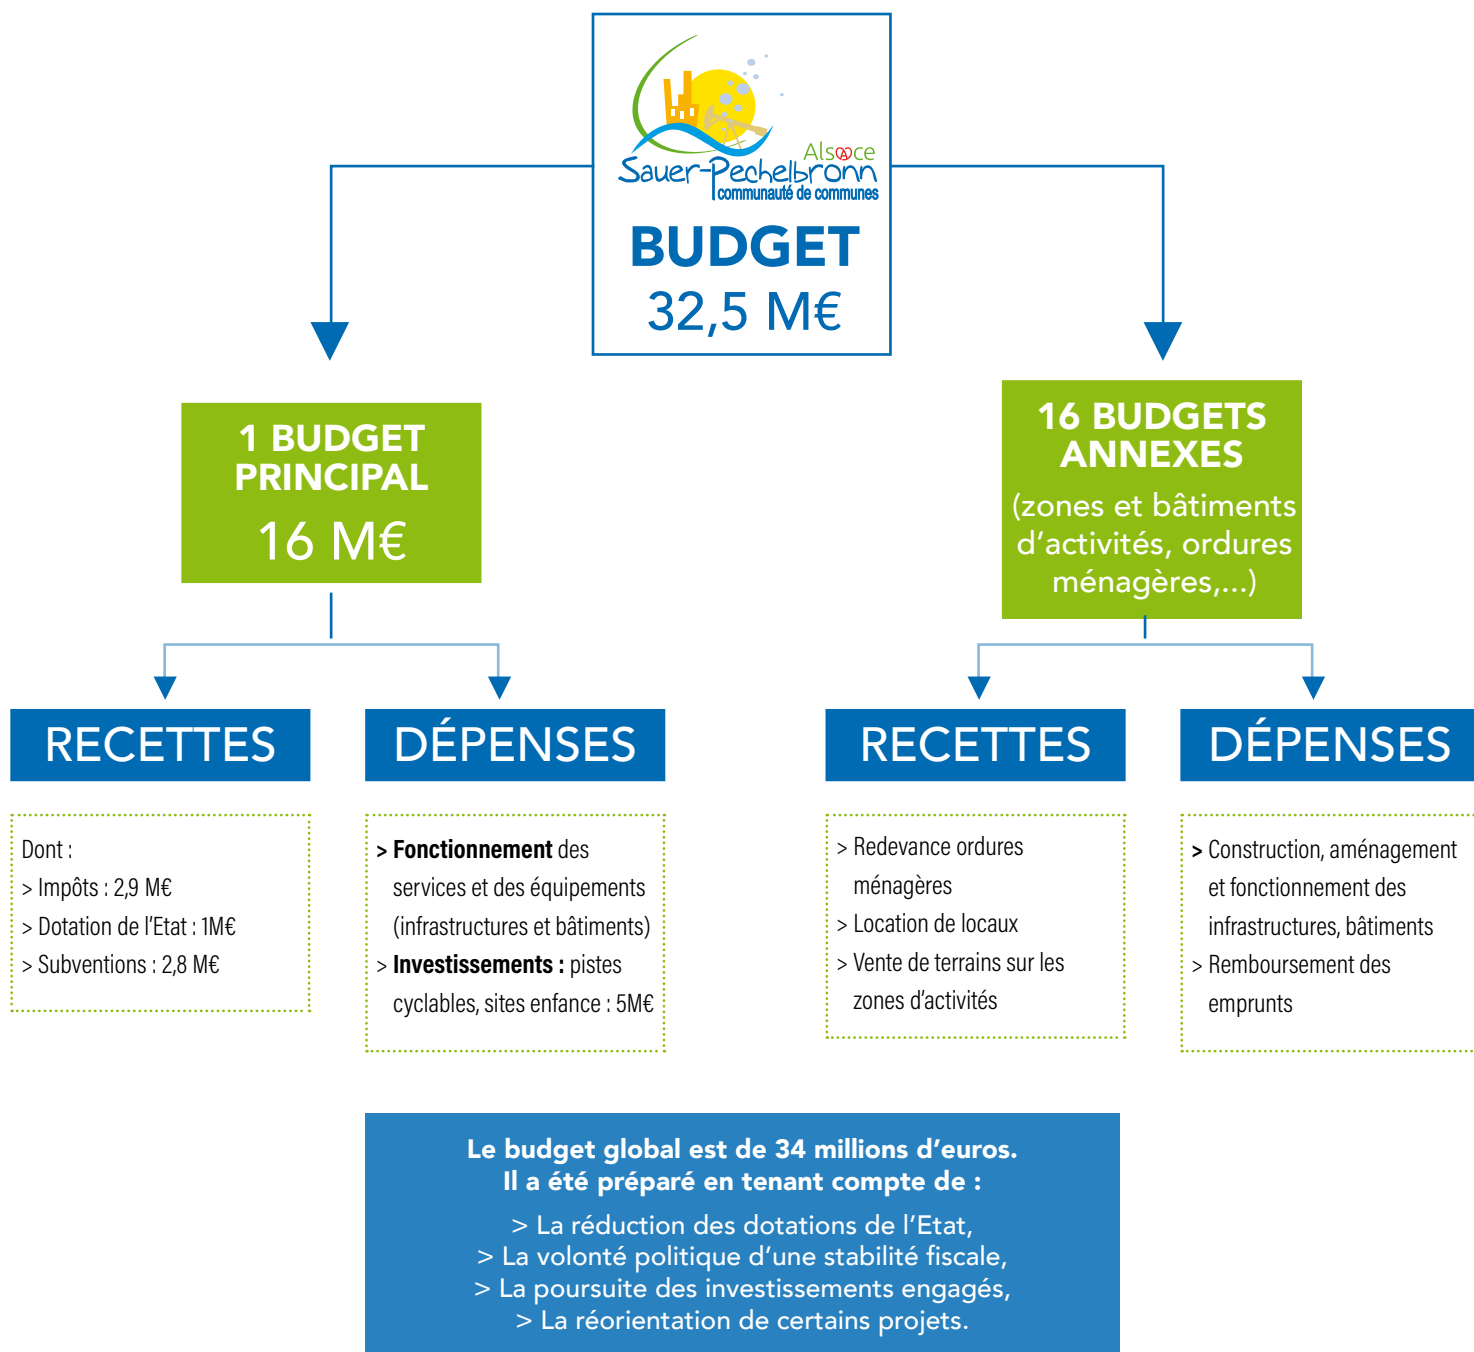 Alsace
Sauer-Pechelbronn
communauté de communes
BUDGET
32,5 M€
1 BUDGET
PRINCIPAL
16 M€
16 BUDGETS
ANNEXES
(zones et bâtiments
d'activités, ordures
ménagères,...)
RECETTES
Dont :
> Impôts : 2,9 M€
> Dotation de l'Etat : 1M€
> Subventions : 2,8 M€
DÉPENSES
> Fonctionnement des
services et des équipements
(infrastructures et bâtiments)
> Investissements : pistes
cyclables, sites enfance : 5M€
RECETTES
> Redevance ordures
ménagères
> Location de locaux
> Vente de terrains sur les
zones d'activités
DÉPENSES
> Construction, aménagement
et fonctionnement des
infrastructures, bâtiments
> Remboursement des
emprunts
Le budget global est de 34 millions d'euros.
Il a été préparé en tenant compte de :
> La réduction des dotations de l'Etat,
> La volonté politique d'une stabilité fiscale,
> La poursuite des investissements engagés,
> La réorientation de certains projets.